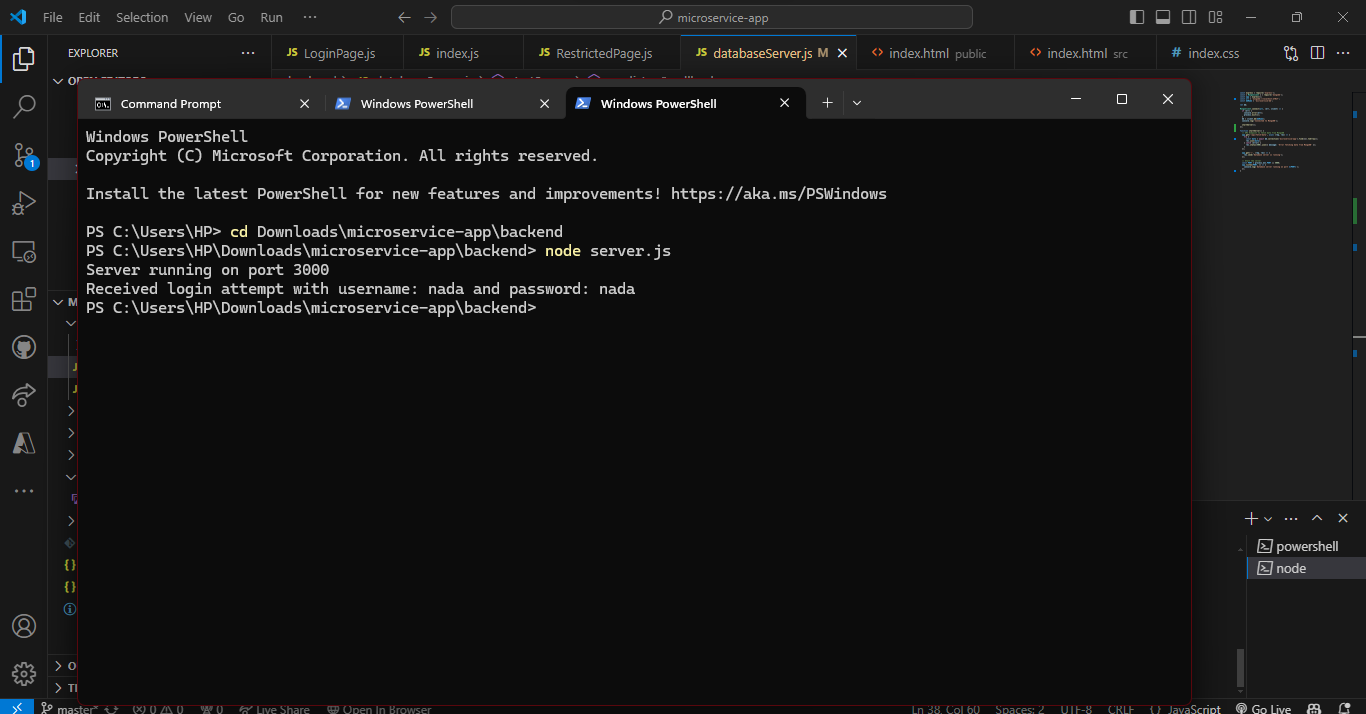 File Edit Selection View Go Run ··· microservice-app
EXPLORER ···
LoginPage.js index.js RestrictedPage.js databaseServer.js M index.html public index.html src index.css
Command Prompt Windows PowerShell Windows PowerShell
Windows PowerShell
Copyright (C) Microsoft Corporation. All rights reserved.
Install the latest PowerShell for new features and improvements! https://aka.ms/PSWindows
PS C:\Users\HP> cd Downloads\microservice-app\backend
PS C:\Users\HP\Downloads\microservice-app\backend> node server.js
Server running on port 3000
Received login attempt with username: nada and password: nada
PS C:\Users\HP\Downloads\microservice-app\backend>
1
powershell
node
master* 0 0 0 Live Share Open In Browser Ln 38, Col 60 Spaces: 2 UTF-8 CRLF {} JavaScript Go Live